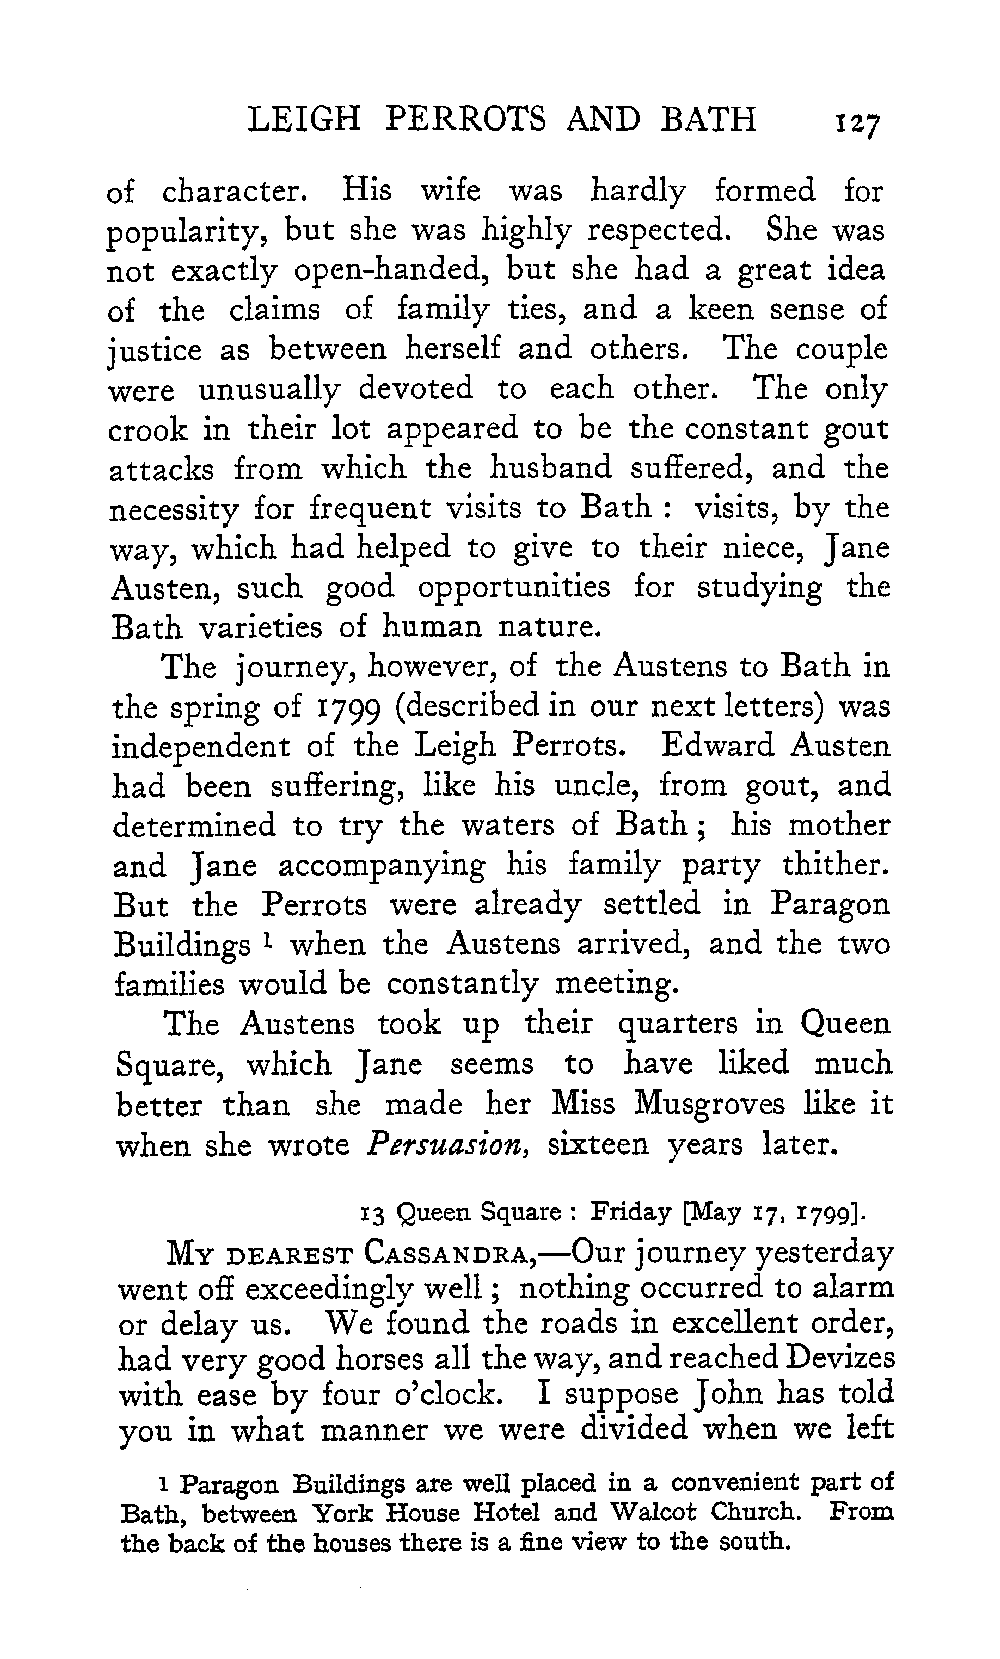 LEIGH PERROTS AND BATH 127
of character. His wife was hardly formed for
popularity, but she was highly respected. She was
not exactly open-handed, but she had a great idea
of the claims of family ties, and a keen sense of
justice as between herself and others. The couple
were unusually devoted to each other. The only
crook in their lot appeared to be the constant gout
attacks from which the husband suffered, and the
necessity for frequent visits to Bath : visits, by the
way, which had helped to give to their niece, Jane
Austen, such good opportunities for studying the
Bath varieties of human nature.
The journey, however, of the Austens to Bath in
the spring of 1799 (described in our next letters) was
independent of the Leigh Perrots. Edward Austen
had been suffering, like his uncle, from gout, and
determined to try the waters of Bath ; his mother
and Jane accompanying his family party thither.
But the Perrots were already settled in Paragon
Buildings ¹ when the Austens arrived, and the two
families would be constantly meeting.
The Austens took up their quarters in Queen
Square, which Jane seems to have liked much
better than she made her Miss Musgroves like it
when she wrote Persuasion, sixteen years later.
13 Queen Square : Friday [May 17, 1799].
MY DEAREST CASSANDRA,—Our journey yesterday
went off exceedingly well ; nothing occurred to alarm
or delay us. We found the roads in excellent order,
had very good horses all the way, and reached Devizes
with ease by four o'clock. I suppose John has told
you in what manner we were divided when we left
1 Paragon Buildings are well placed in a convenient part of
Bath, between York House Hotel and Walcot Church. From
the back of the houses there is a fine view to the south.